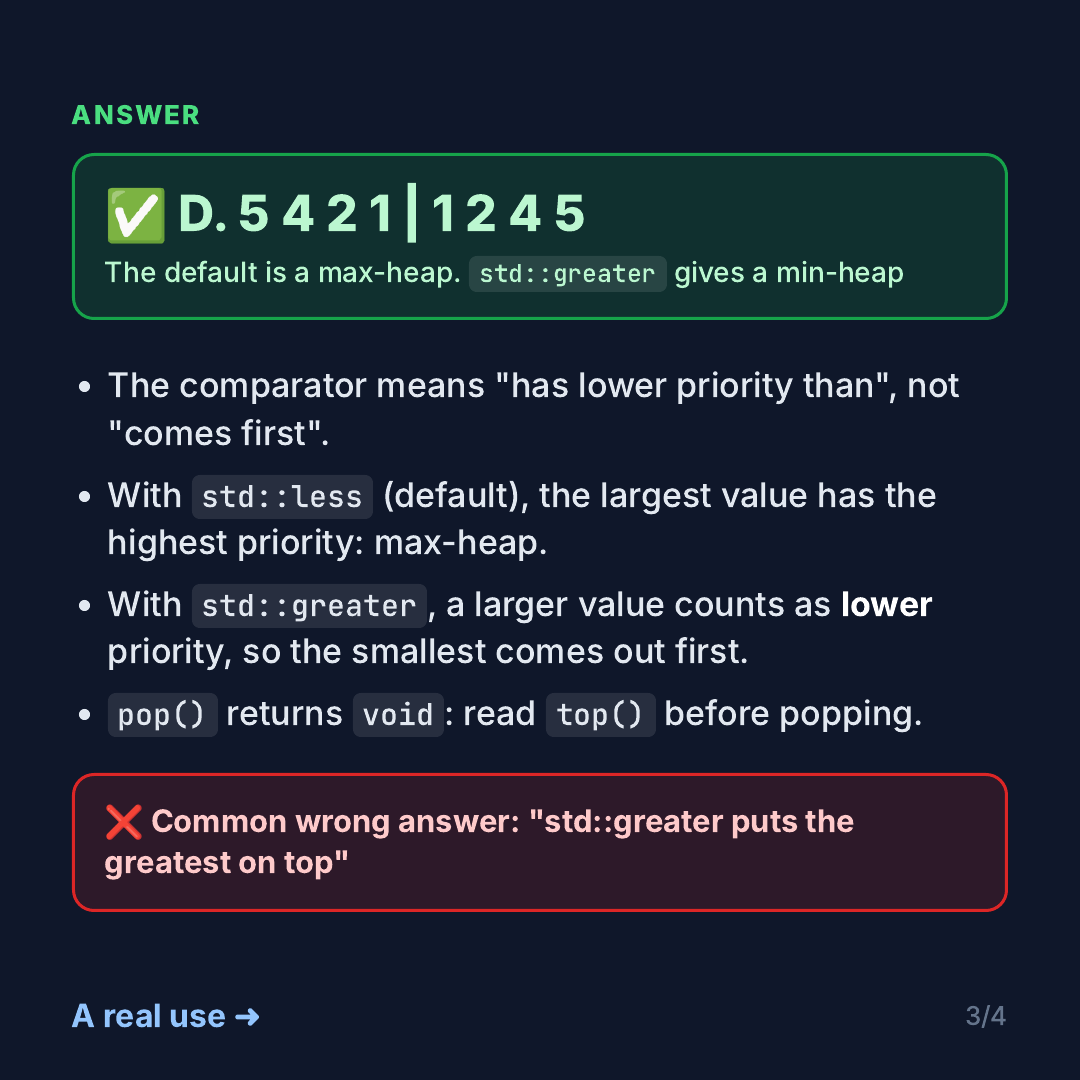 ANSWER
✅ D. 5 4 2 1 | 1 2 4 5
The default is a max-heap. std::greater gives a min-heap
• The comparator means "has lower priority than", not
"comes first".
• With std::less (default), the largest value has the
highest priority: max-heap.
• With std::greater, a larger value counts as lower
priority, so the smallest comes out first.
• pop() returns void: read top() before popping.
❌ Common wrong answer: "std::greater puts the
greatest on top"
A real use ➜
3/4